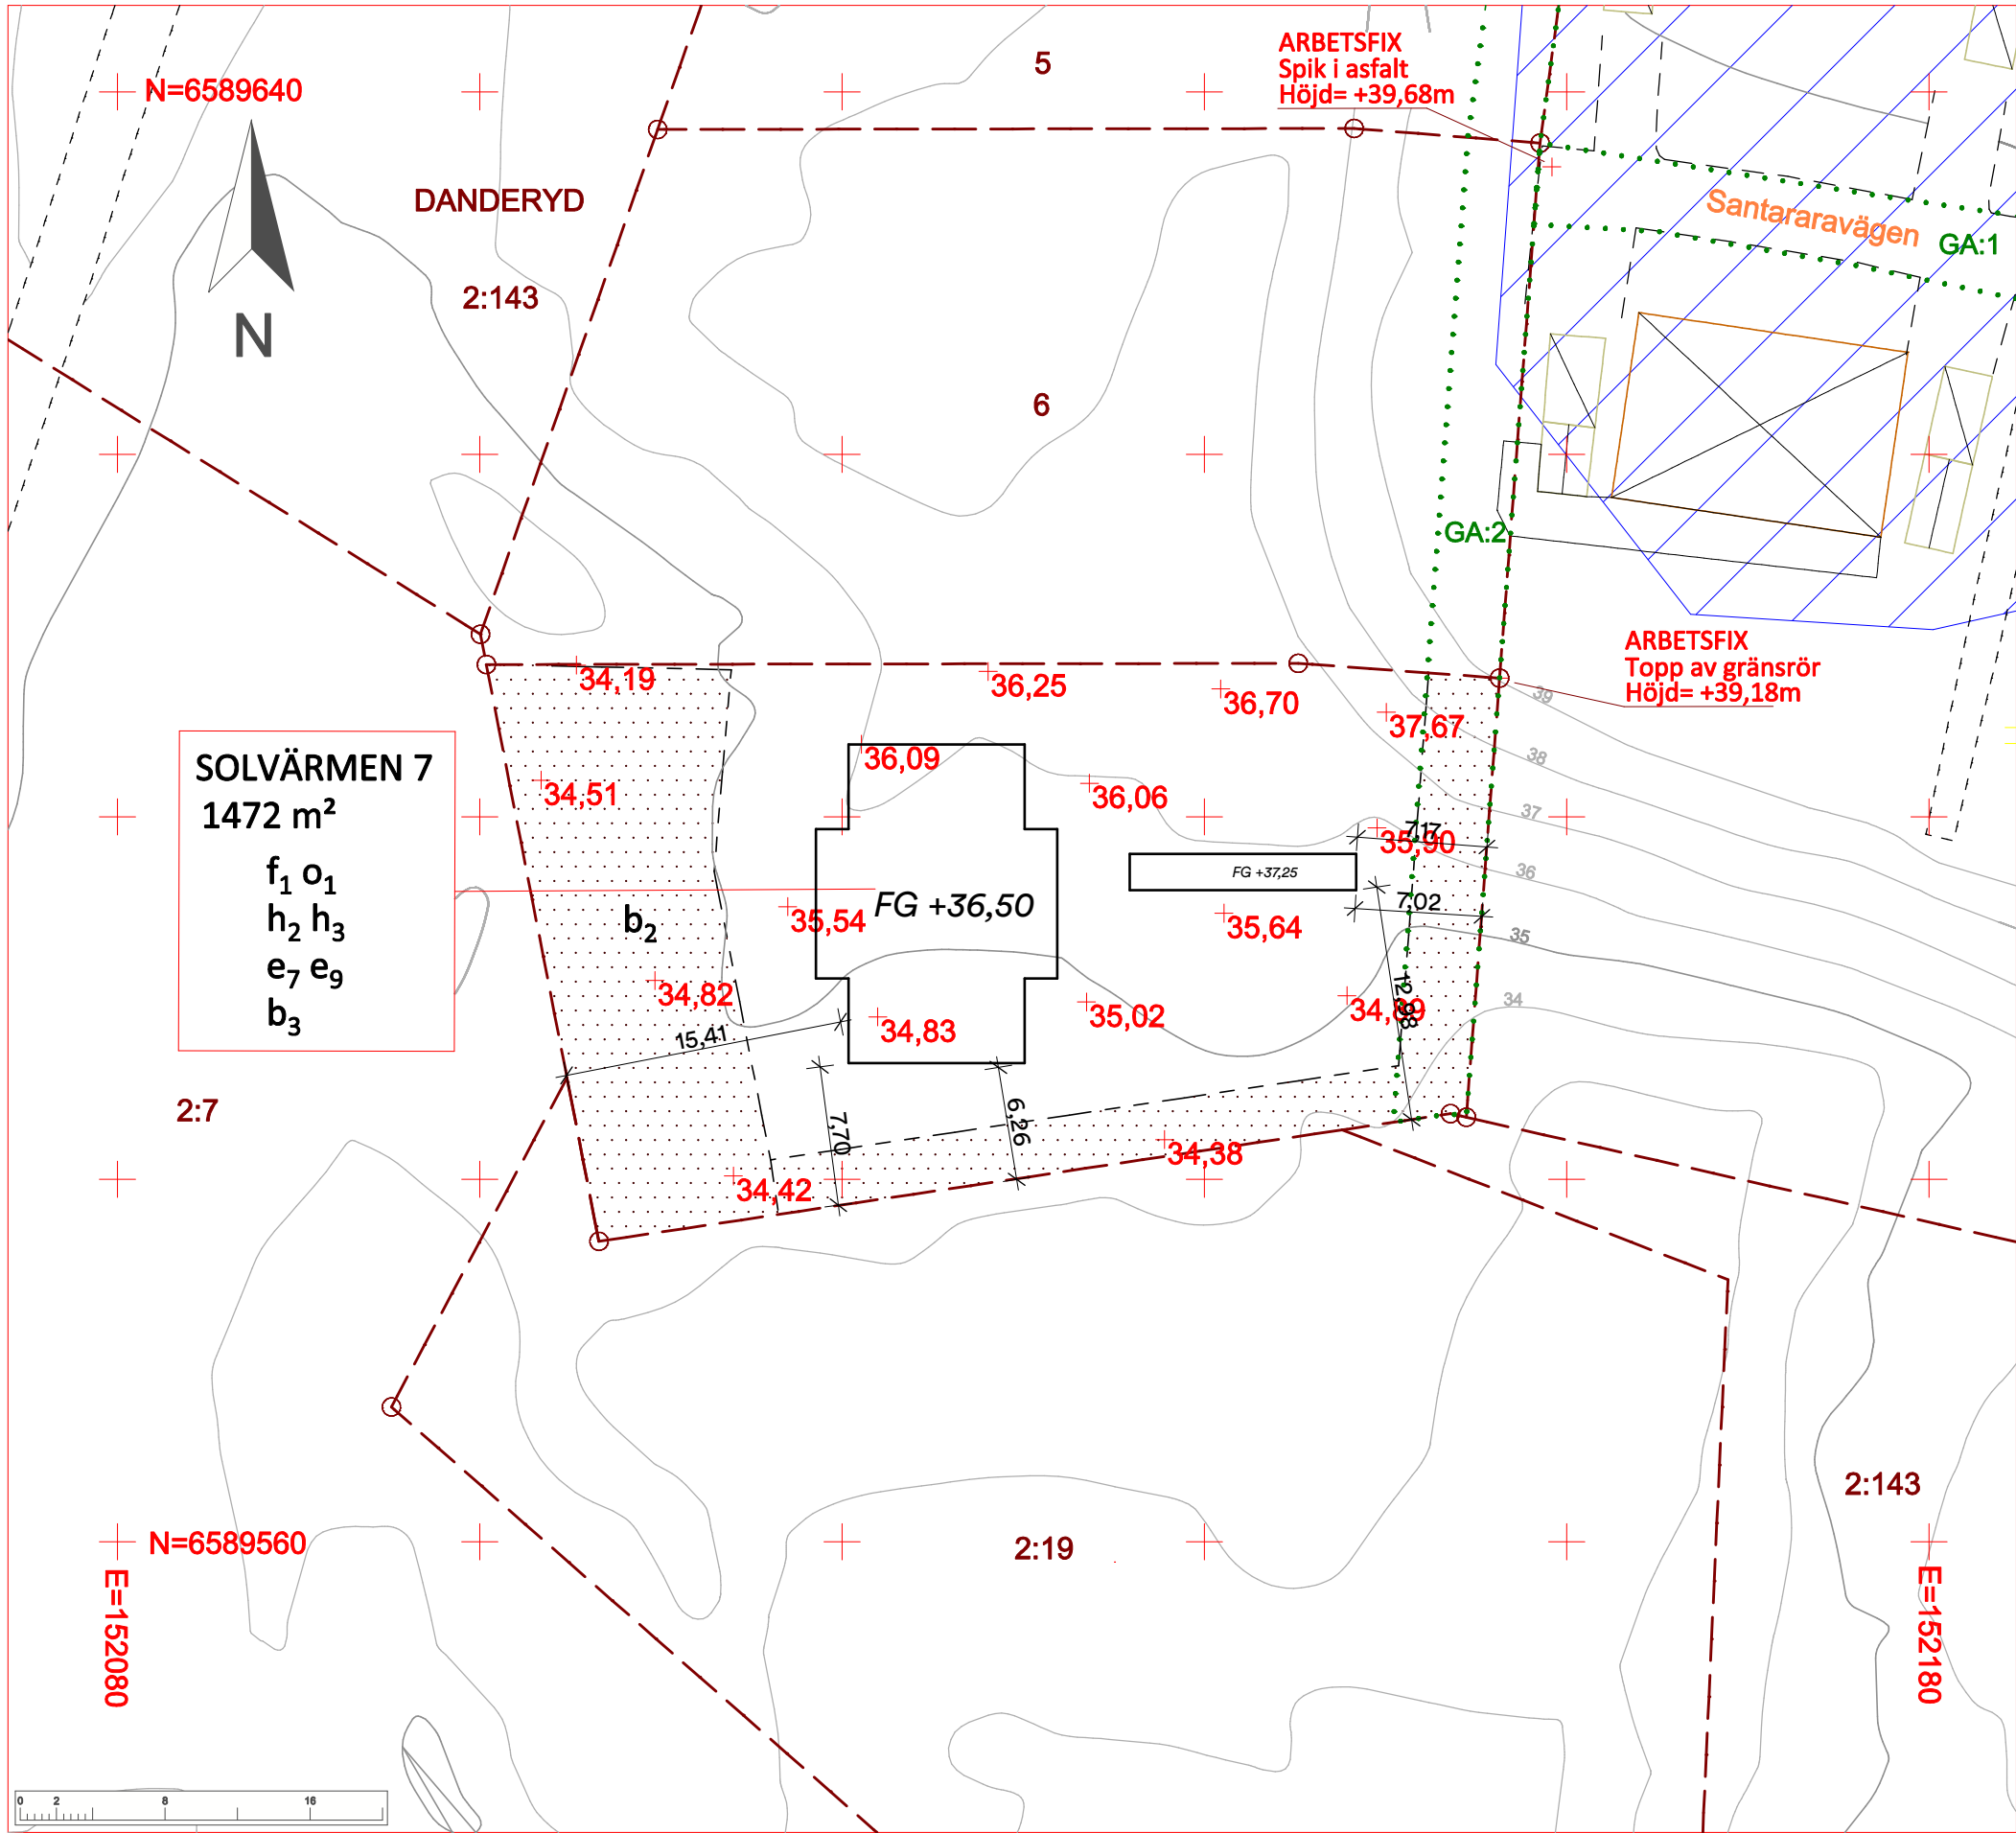 ARBETSFIX
Spik i asfalt
Höjd= +39,68m
5
N=6589640
DANDERYD
Santararavägen
GA:1
2:143
N
6
GA:2
ARBETSFIX
Topp av gränsrör
Höjd= +39,18m
34,19
36,25
36,70
37,67
39
SOLVÄRMEN 7
1472 m²
f₁ o₁
h₂ h₃
e₇ e₉
b₃
36,09
38
34,51
36,06
37
7,17
35,90
FG +37,25
36
b₂
35,54
FG +36,50
35,64
7,02
35
34,82
34,83
35,02
34,89
12,98
34
15,41
2:7
7,70
6,26
34,38
34,42
2:143
N=6589560
2:19
E=152080
E=152180
0 2 8 16